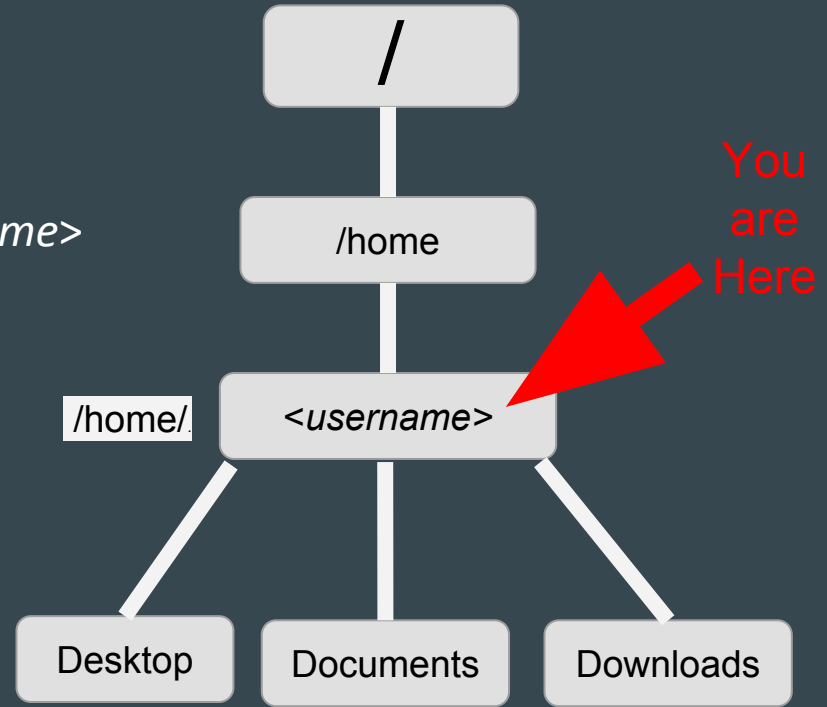 /
You
are
Here
me>
/home
/home/.
<username>
Desktop
Documents
Downloads